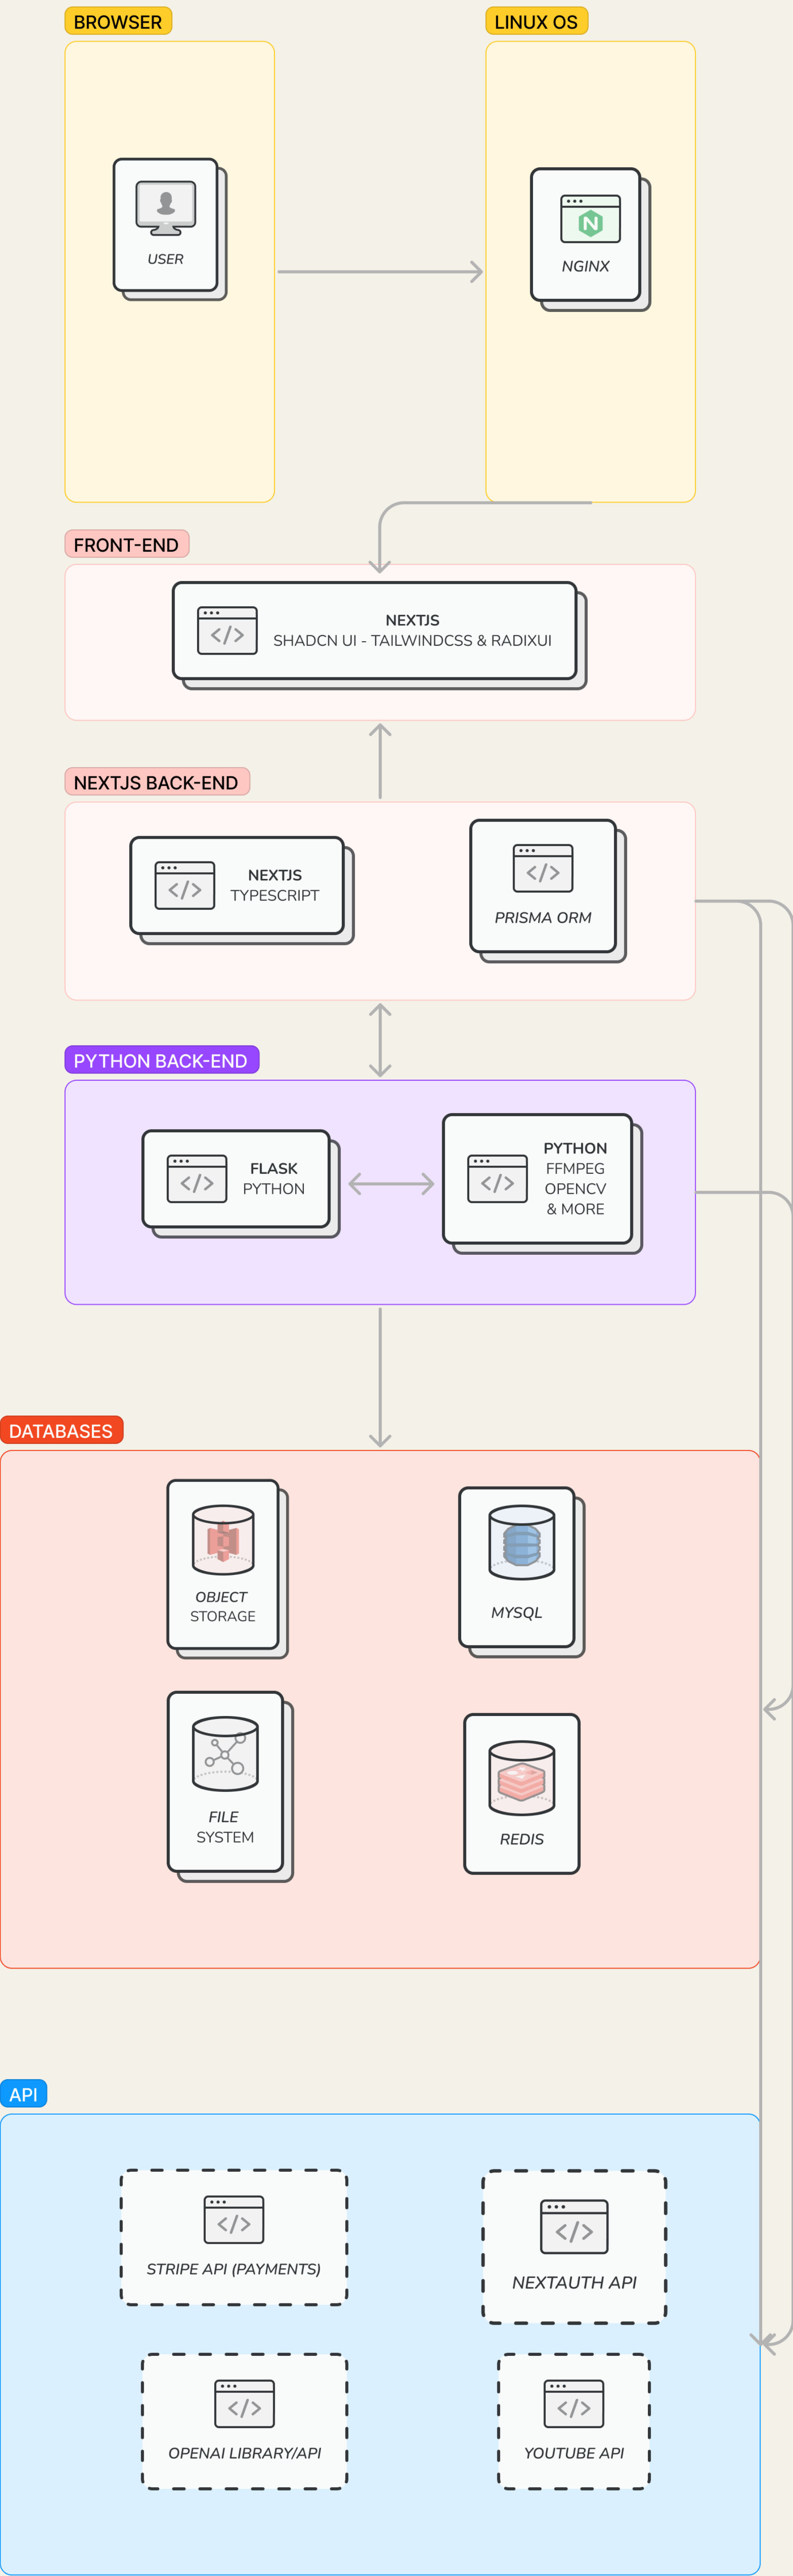 BROWSER
LINUX OS
USER
NGINX
FRONT-END
NEXTJS
SHADCN UI - TAILWINDCSS & RADIXUI
NEXTJS BACK-END
NEXTJS
TYPESCRIPT
PRISMA ORM
PYTHON BACK-END
FLASK
PYTHON
PYTHON
FFMPEG
OPENCV
& MORE
DATABASES
OBJECT
STORAGE
MYSQL
FILE
SYSTEM
REDIS
API
STRIPE API (PAYMENTS)
NEXTAUTH API
OPENAI LIBRARY/API
YOUTUBE API